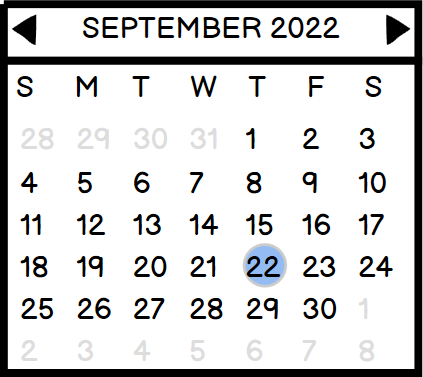 SEPTEMBER 2022
S M T W T F S
28 29 30 31 1 2 3
4 5 6 7 8 9 10
11 12 13 14 15 16 17
18 19 20 21 22 23 24
25 26 27 28 29 30 1
2 3 4 5 6 7 8